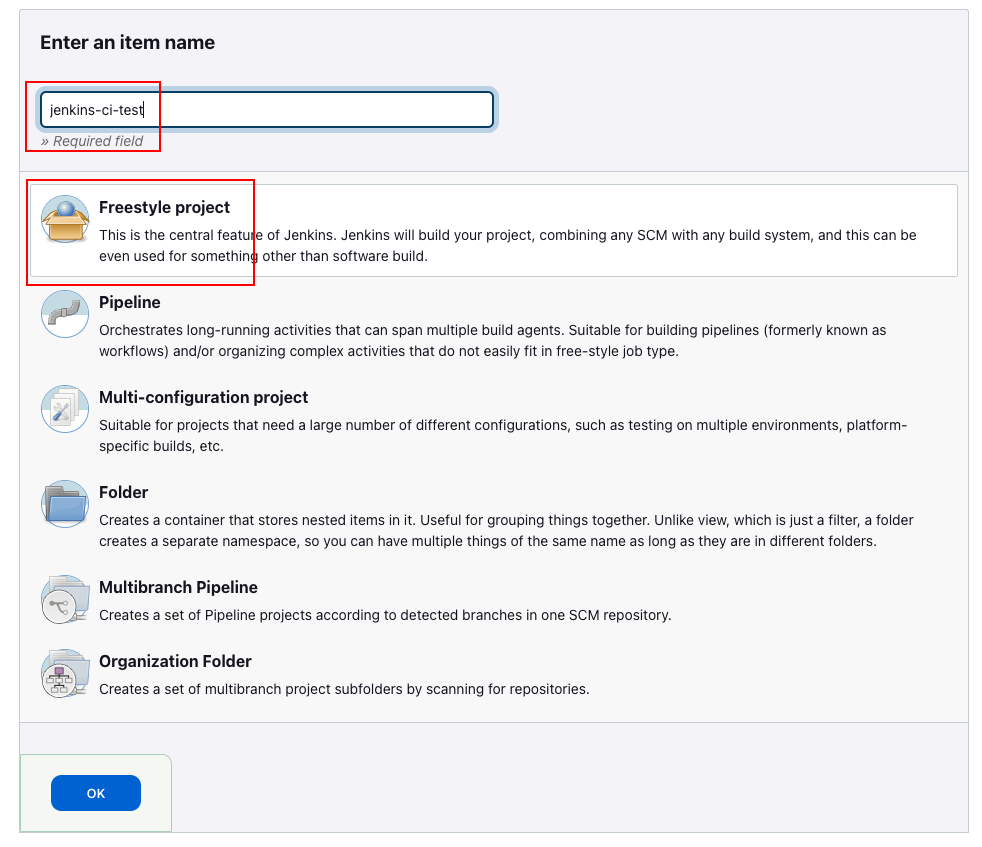 Enter an item name
jenkins-ci-test
» Required field
Freestyle project
This is the central feature of Jenkins. Jenkins will build your project, combining any SCM with any build system, and this can be
even used for something other than software build.
Pipeline
Orchestrates long-running activities that can span multiple build agents. Suitable for building pipelines (formerly known as
workflows) and/or organizing complex activities that do not easily fit in free-style job type.
Multi-configuration project
Suitable for projects that need a large number of different configurations, such as testing on multiple environments, platform-
specific builds, etc.
Folder
Creates a container that stores nested items in it. Useful for grouping things together. Unlike view, which is just a filter, a folder
creates a separate namespace, so you can have multiple things of the same name as long as they are in different folders.
Multibranch Pipeline
Creates a set of Pipeline projects according to detected branches in one SCM repository.
Organization Folder
Creates a set of multibranch project subfolders by scanning for repositories.
OK